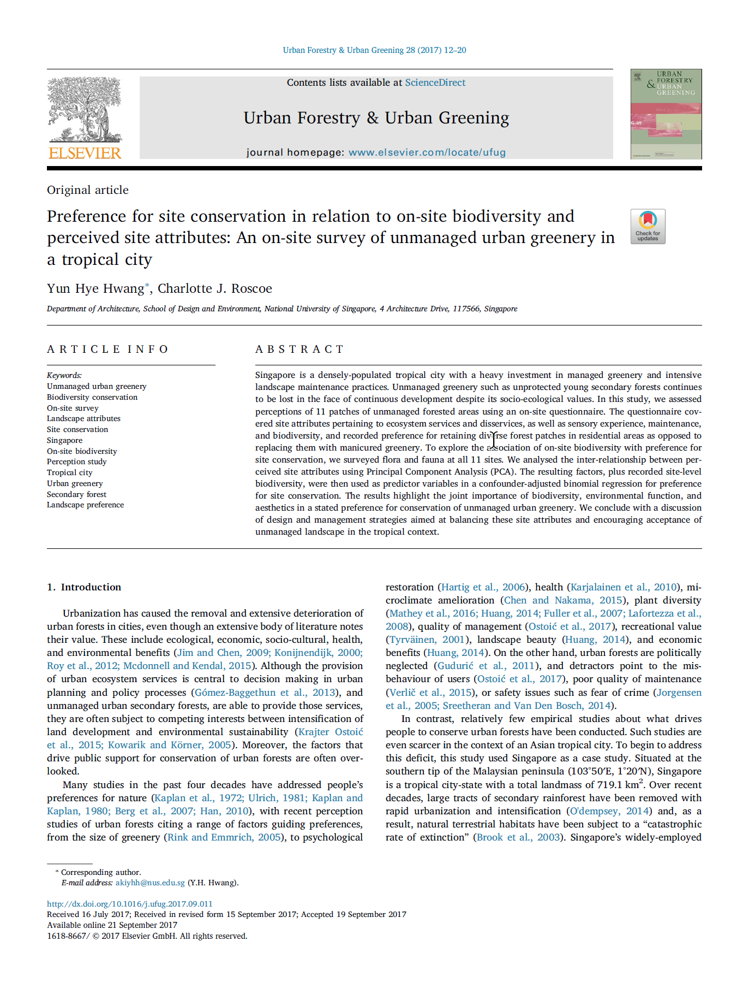 Urban Forestry & Urban Greening 28 (2017) 12–20
Contents lists available at ScienceDirect
Urban Forestry & Urban Greening
journal homepage: www.elsevier.com/locate/ufug
ELSEVIER
URBAN
FORESTRY
& URBAN
GREENING
Original article
Preference for site conservation in relation to on-site biodiversity and
perceived site attributes: An on-site survey of unmanaged urban greenery in
a tropical city
Check for
updates
Yun Hye Hwang*, Charlotte J. Roscoe
Department of Architecture, School of Design and Environment, National University of Singapore, 4 Architecture Drive, 117566, Singapore
ARTICLE INFO
Keywords:
Unmanaged urban greenery
Biodiversity conservation
On-site survey
Landscape attributes
Site conservation
Singapore
On-site biodiversity
Perception study
Tropical city
Urban greenery
Secondary forest
Landscape preference
ABSTRACT
Singapore is a densely-populated tropical city with a heavy investment in managed greenery and intensive
landscape maintenance practices. Unmanaged greenery such as unprotected young secondary forests continues
to be lost in the face of continuous development despite its socio-ecological values. In this study, we assessed
perceptions of 11 patches of unmanaged forested areas using an on-site questionnaire. The questionnaire cov-
ered site attributes pertaining to ecosystem services and disservices, as well as sensory experience, maintenance,
and biodiversity, and recorded preference for retaining diverse forest patches in residential areas as opposed to
replacing them with manicured greenery. To explore the association of on-site biodiversity with preference for
site conservation, we surveyed flora and fauna at all 11 sites. We analysed the inter-relationship between per-
ceived site attributes using Principal Component Analysis (PCA). The resulting factors, plus recorded site-level
biodiversity, were then used as predictor variables in a confounder-adjusted binomial regression for preference
for site conservation. The results highlight the joint importance of biodiversity, environmental function, and
aesthetics in a stated preference for conservation of unmanaged urban greenery. We conclude with a discussion
of design and management strategies aimed at balancing these site attributes and encouraging acceptance of
unmanaged landscape in the tropical context.
1. Introduction
Urbanization has caused the removal and extensive deterioration of
urban forests in cities, even though an extensive body of literature notes
their value. These include ecological, economic, socio-cultural, health,
and environmental benefits (Jim and Chen, 2009; Konijnendijk, 2000;
Roy et al., 2012; Mcdonnell and Kendal, 2015). Although the provision
of urban ecosystem services is central to decision making in urban
planning and policy processes (Gómez-Baggethun et al., 2013), and
unmanaged urban secondary forests, are able to provide those services,
they are often subject to competing interests between intensification of
land development and environmental sustainability (Krajter Ostoić
et al., 2015; Kowarik and Körner, 2005). Moreover, the factors that
drive public support for conservation of urban forests are often over-
looked.
Many studies in the past four decades have addressed people's
preferences for nature (Kaplan et al., 1972; Ulrich, 1981; Kaplan and
Kaplan, 1980; Berg et al., 2007; Han, 2010), with recent perception
studies of urban forests citing a range of factors guiding preferences,
from the size of greenery (Rink and Emmrich, 2005), to psychological
restoration (Hartig et al., 2006), health (Karjalainen et al., 2010), mi-
croclimate amelioration (Chen and Nakama, 2015), plant diversity
(Mathey et al., 2016; Huang, 2014; Fuller et al., 2007; Lafortezza et al.,
2008), quality of management (Ostoić et al., 2017), recreational value
(Tyrväinen, 2001), landscape beauty (Huang, 2014), and economic
benefits (Huang, 2014). On the other hand, urban forests are politically
neglected (Gudurić et al., 2011), and detractors point to the mis-
behaviour of users (Ostoić et al., 2017), poor quality of maintenance
(Verlič et al., 2015), or safety issues such as fear of crime (Jorgensen
et al., 2005; Sreetheran and Van Den Bosch, 2014).
In contrast, relatively few empirical studies about what drives
people to conserve urban forests have been conducted. Such studies are
even scarcer in the context of an Asian tropical city. To begin to address
this deficit, this study used Singapore as a case study. Situated at the
southern tip of the Malaysian peninsula (103°50′E, 1°20′N), Singapore
is a tropical city-state with a total landmass of 719.1 km². Over recent
decades, large tracts of secondary rainforest have been removed with
rapid urbanization and intensification (O'dempsey, 2014) and, as a
result, natural terrestrial habitats have been subject to a “catastrophic
rate of extinction” (Brook et al., 2003). Singapore's widely-employed
* Corresponding author.
E-mail address: akiyhh@nus.edu.sg (Y.H. Hwang).
http://dx.doi.org/10.1016/j.ufug.2017.09.011
Received 16 July 2017; Received in revised form 15 September 2017; Accepted 19 September 2017
Available online 21 September 2017
1618-8667/ © 2017 Elsevier GmbH. All rights reserved.